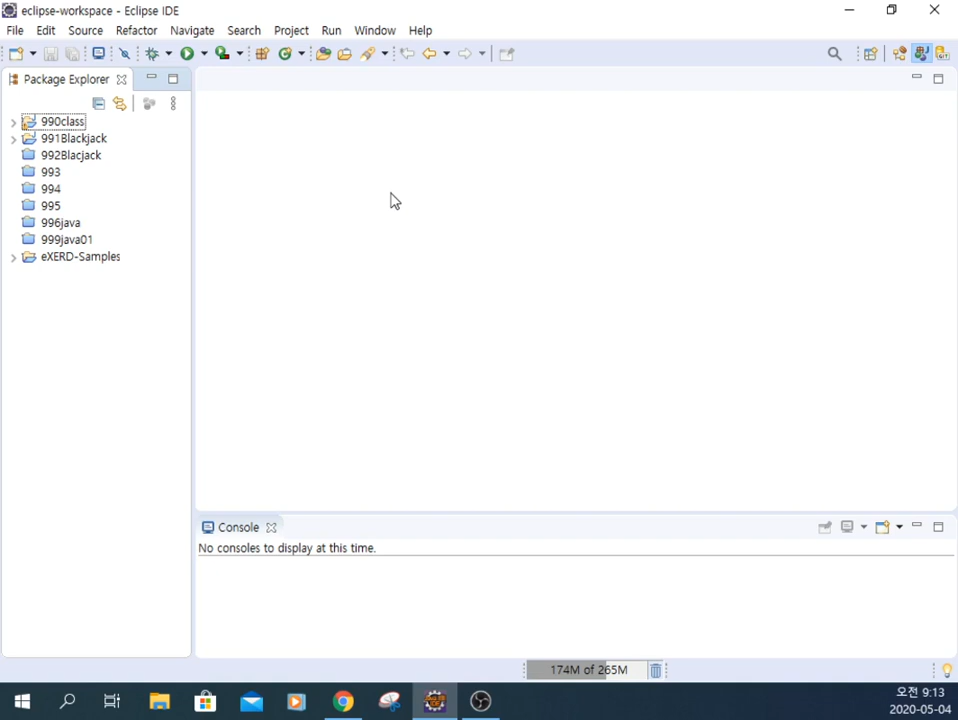 eclipse-workspace - Eclipse IDE
File Edit Source Refactor Navigate Search Project Run Window Help
Package Explorer
990class
991Blackjack
992Blacjack
993
994
995
996java
999java01
eXERD-Samples
Console
No consoles to display at this time.
174M of 265M
오전 9:13
2020-05-04